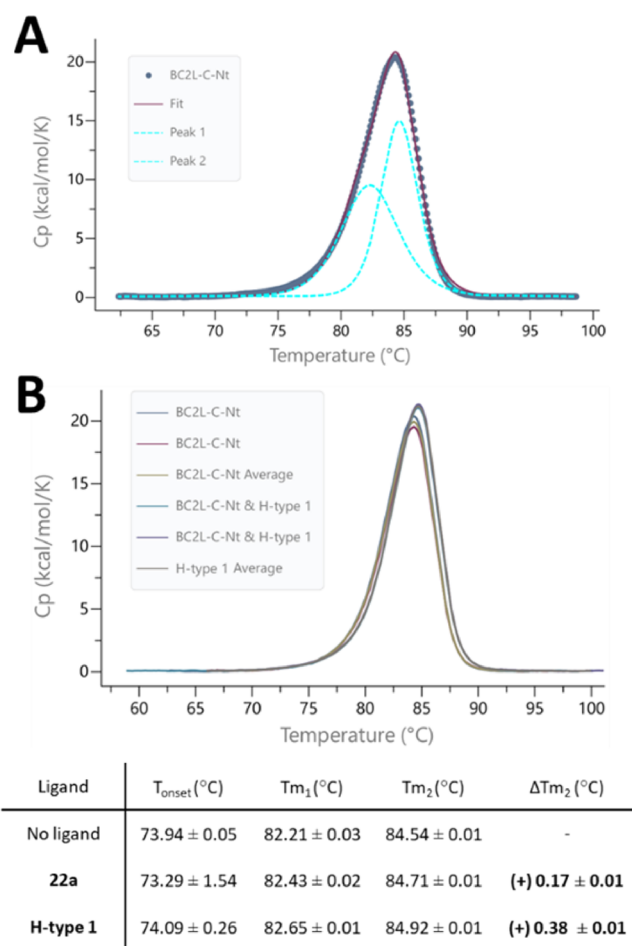 A
20
15
10
5
0
Cp (kcal/mol/K)
BC2L-C-Nt
Fit
Peak 1
Peak 2
65 70 75 80 85 90 95 100
Temperature (°C)
B
20
15
10
5
0
Cp (kcal/mol/K)
BC2L-C-Nt
BC2L-C-Nt
BC2L-C-Nt Average
BC2L-C-Nt & H-type 1
BC2L-C-Nt & H-type 1
H-type 1 Average
60 65 70 75 80 85 90 95 100
Temperature (°C)
Ligand Tonset (°C) Tm1 (°C) Tm2 (°C) ΔTm2 (°C)
No ligand 73.94 ± 0.05 82.21 ± 0.03 84.54 ± 0.01 -
22a 73.29 ± 1.54 82.43 ± 0.02 84.71 ± 0.01 (+) 0.17 ± 0.01
H-type 1 74.09 ± 0.26 82.65 ± 0.01 84.92 ± 0.01 (+) 0.38 ± 0.01